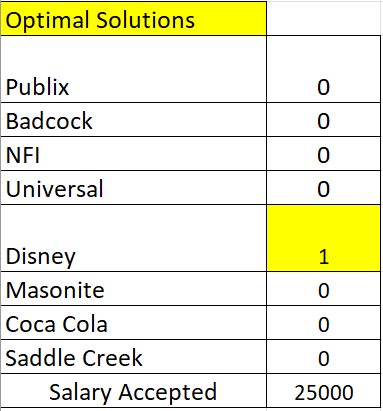 Optimal Solutions
Publix 0
Badcock 0
NFI 0
Universal 0
Disney 1
Masonite 0
Coca Cola 0
Saddle Creek 0
Salary Accepted 25000